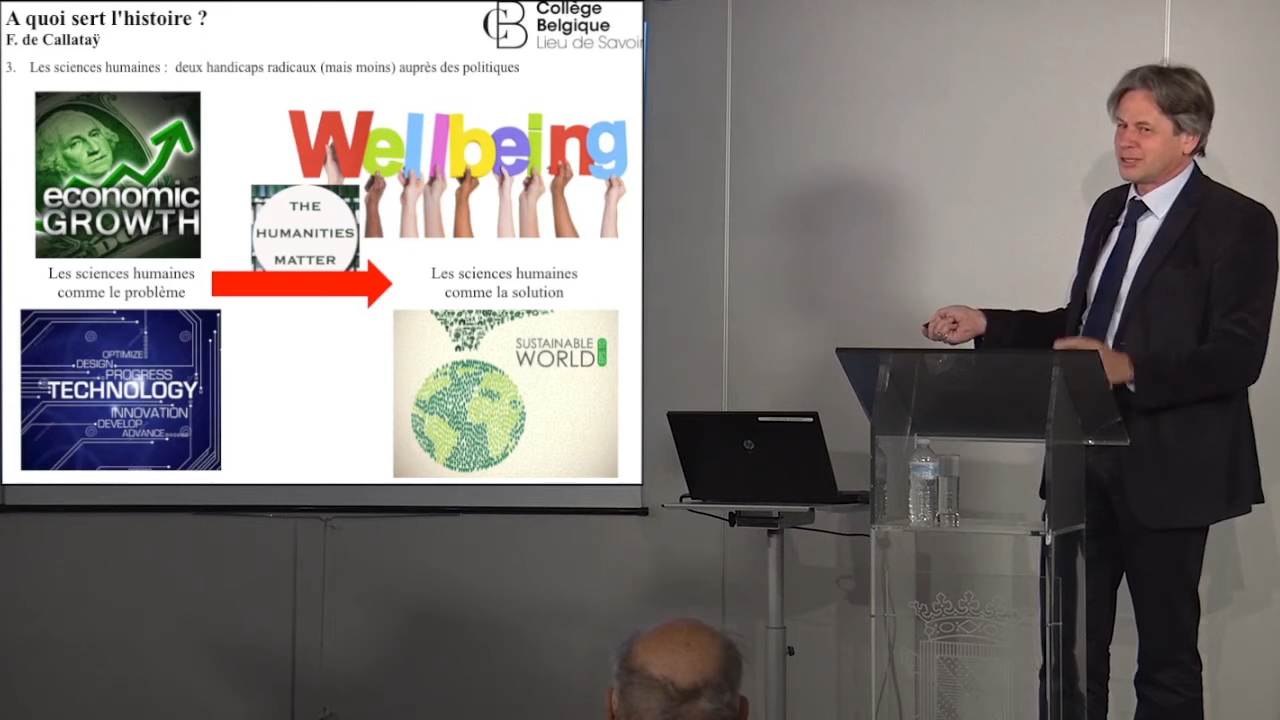 A quoi sert l'histoire ?
F. de Callataÿ
Collège
Belgique
Lieu de Savoir
3. Les sciences humaines : deux handicaps radicaux (mais moins) auprès des politiques
economic
GROWTH
Wellbeing
THE
HUMANITIES
MATTER
Les sciences humaines
comme le problème
Les sciences humaines
comme la solution
OPTIMIZE
DESIGN
PROGRESS
TECHNOLOGY
INNOVATION
DEVELOP
ADVANCE
SUSTAINABLE
WORLD
hp